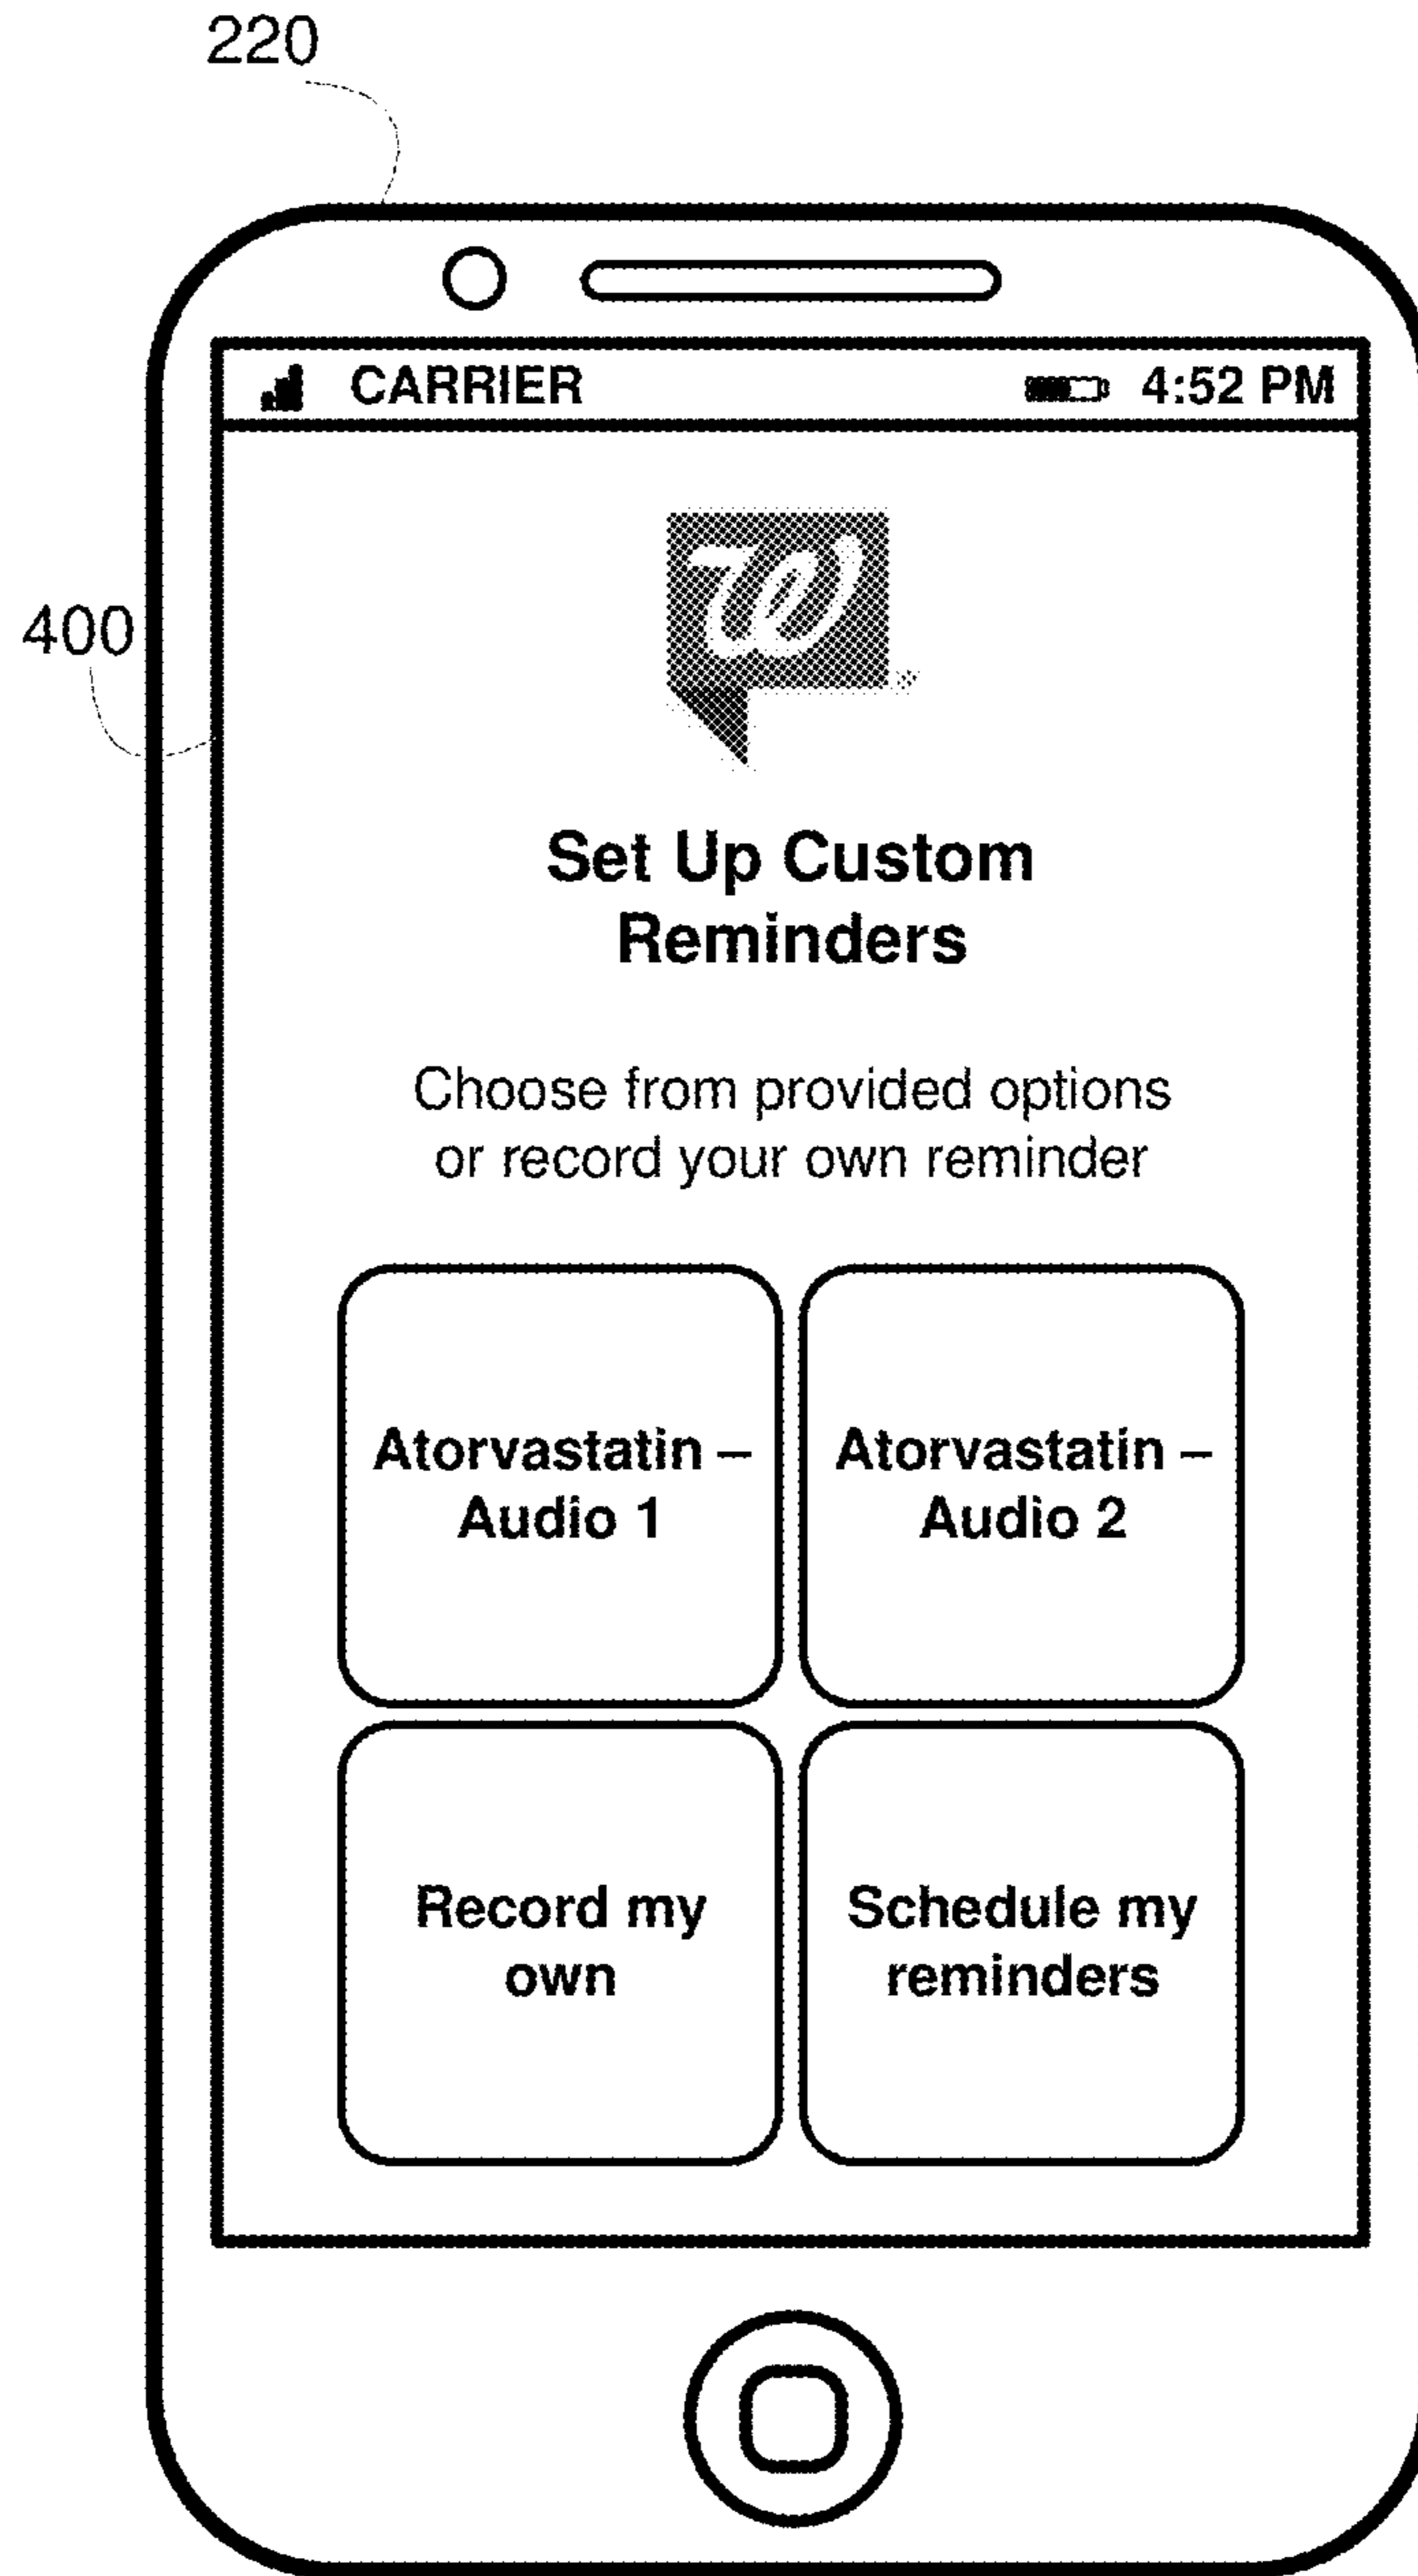 220
CARRIER 4:52 PM
400
w
Set Up Custom
Reminders
Choose from provided options
or record your own reminder
Atorvastatin –
Audio 1
Atorvastatin –
Audio 2
Record my
own
Schedule my
reminders